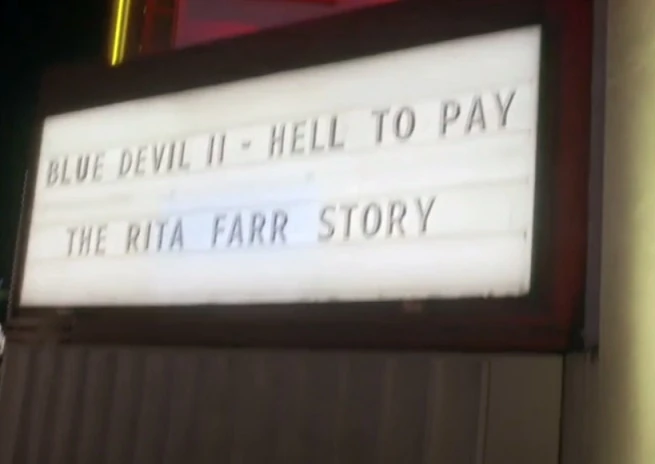 BLUE DEVIL II - HELL TO PAY
THE RITA FARR STORY